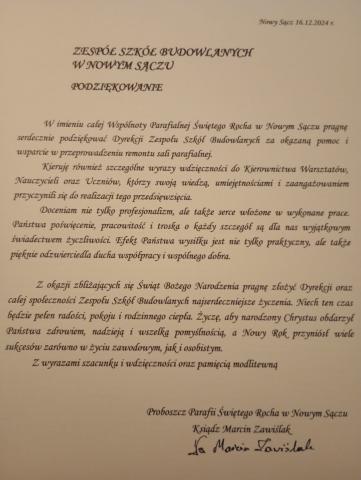 Nowy Sącz 16.12.2024 r.
ZESPÓŁ SZKÓŁ BUDOWLANYCH
W NOWYM SĄCZU
PODZIĘKOWANIE
W imieniu całej Wspólnoty Parafialnej Świętego Rocha w Nowym Sączu pragnę
serdecznie podziękować Dyrekcji Zespołu Szkół Budowlanych za okazaną pomoc i
wsparcie w przeprowadzeniu remontu sali parafialnej.
Kieruję również szczególne wyrazy wdzięczności do Kierownictwa Warsztatów,
Nauczycieli oraz Uczniów, którzy swoją wiedzą, umiejętnościami i zaangażowaniem
przyczynili się do realizacji tego przedsięwzięcia.
Doceniam nie tylko profesjonalizm, ale także serce włożone w wykonane prace.
Państwa poświęcenie, pracowitość i troska o każdy szczegół są dla nas wyjątkowym
świadectwem życzliwości. Efekt Państwa wysiłku jest nie tylko praktyczny, ale także
pięknie odzwierciedla ducha współpracy i wspólnego dobra.
Z okazji zbliżających się Świąt Bożego Narodzenia pragnę złożyć Dyrekcji oraz
całej społeczności Zespołu Szkół Budowlanych najserdeczniejsze życzenia. Niech ten czas
będzie pełen radości, pokoju i rodzinnego ciepła. Życzę, aby narodzony Chrystus obdarzył
Państwa zdrowiem, nadzieją i wszelką pomyślnością, a Nowy Rok przyniósł wiele
sukcesów zarówno w życiu zawodowym, jak i osobistym.
Z wyrazami szacunku i wdzięczności oraz pamięcią modlitewną
Proboszcz Parafii Świętego Rocha w Nowym Sączu
Ksiądz Marcin Zawiślak
ks. Marcin Zawiślak